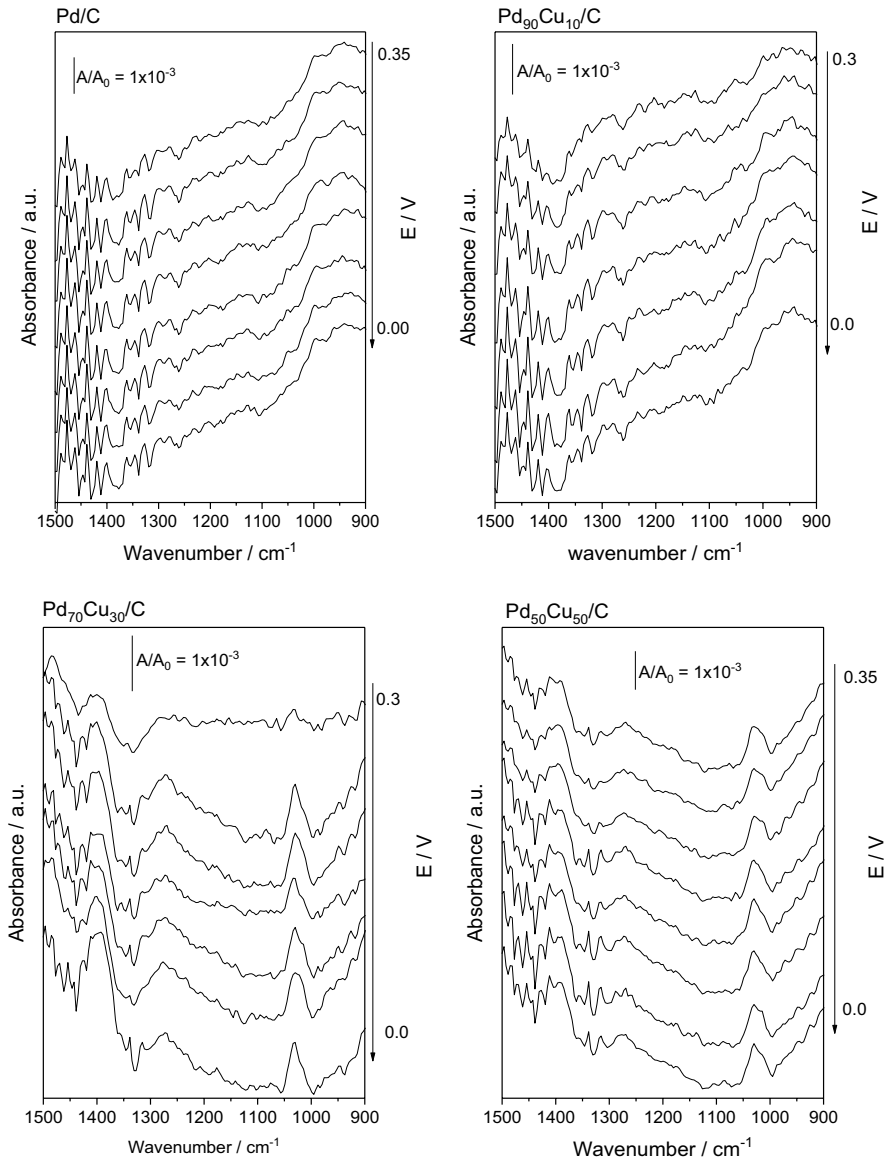 Pd/C
A/A₀ = 1x10⁻³
0.35
0.00
E / V
Absorbance / a.u.
1500 1400 1300 1200 1100 1000 900
Wavenumber / cm⁻¹
Pd₉₀Cu₁₀/C
A/A₀ = 1x10⁻³
0.3
0.0
E / V
Absorbance / a.u.
1500 1400 1300 1200 1100 1000 900
wavenumber / cm⁻¹
Pd₇₀Cu₃₀/C
A/A₀ = 1x10⁻³
0.3
0.0
E / V
Absorbance / a.u.
1500 1400 1300 1200 1100 1000 900
Wavenumber / cm⁻¹
Pd₅₀Cu₅₀/C
A/A₀ = 1x10⁻³
0.35
0.0
E / V
Absorbance / a.u.
1500 1400 1300 1200 1100 1000 900
Wavenumber / cm⁻¹